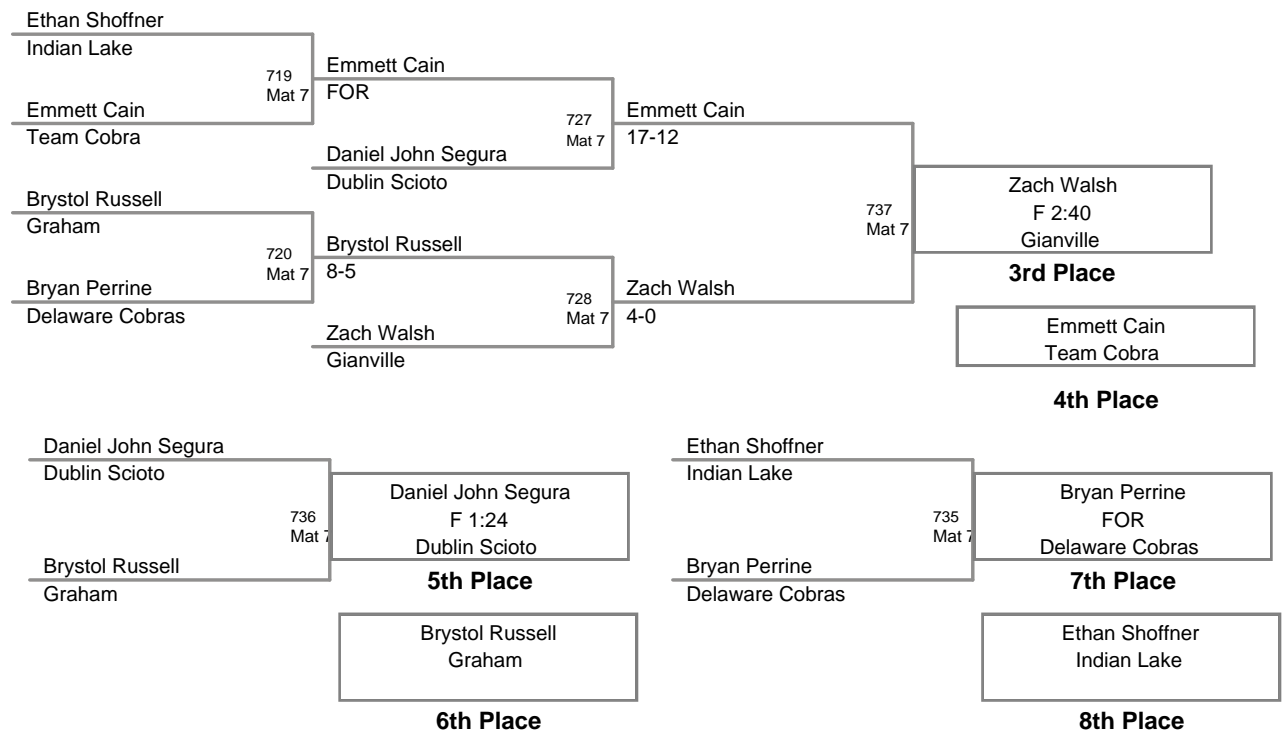 Ethan Shoffner
Indian Lake
719
Mat 7
Emmett Cain
Team Cobra
Emmett Cain
FOR
727
Mat 7
Daniel John Segura
Dublin Scioto
Emmett Cain
17-12
Brystol Russell
Graham
720
Mat 7
Bryan Perrine
Delaware Cobras
Brystol Russell
8-5
728
Mat 7
Zach Walsh
Gianville
Zach Walsh
4-0
737
Mat 7
Zach Walsh
F 2:40
Gianville
3rd Place
Emmett Cain
Team Cobra
4th Place
Daniel John Segura
Dublin Scioto
736
Mat 7
Brystol Russell
Graham
Daniel John Segura
F 1:24
Dublin Scioto
5th Place
Brystol Russell
Graham
6th Place
Ethan Shoffner
Indian Lake
735
Mat 7
Bryan Perrine
Delaware Cobras
Bryan Perrine
FOR
Delaware Cobras
7th Place
Ethan Shoffner
Indian Lake
8th Place